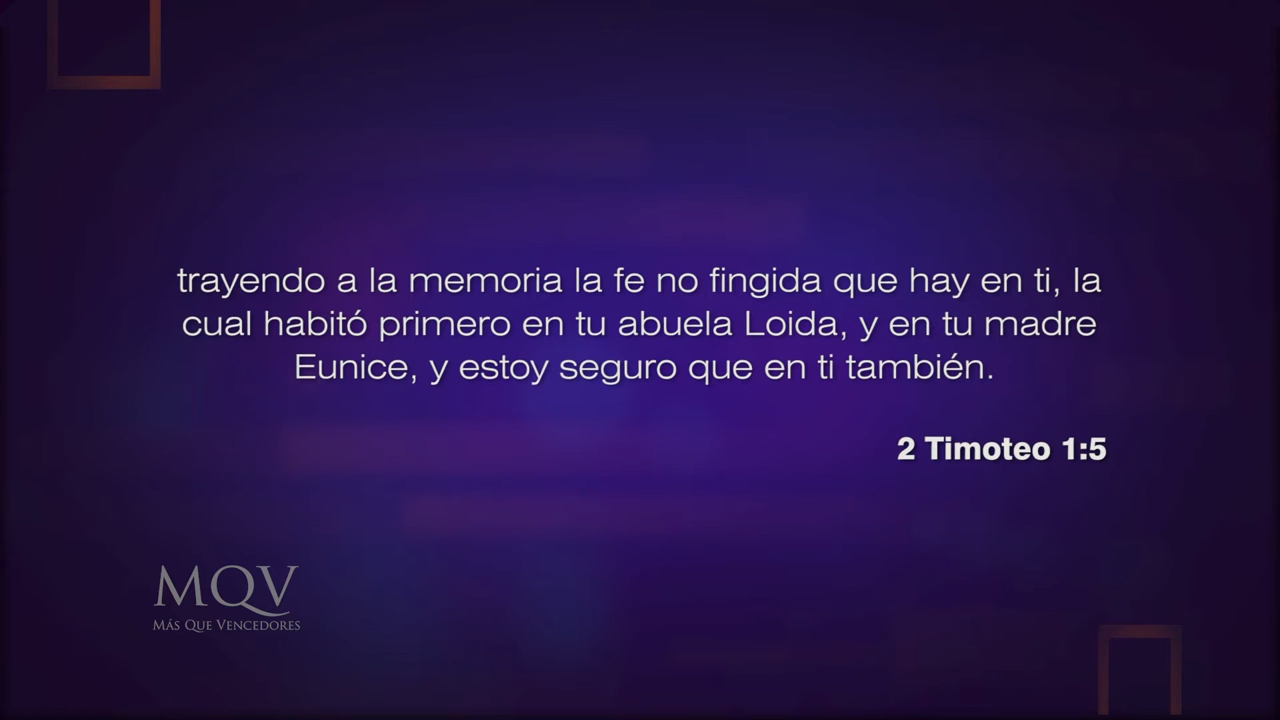 trayendo a la memoria la fe no fingida que hay en ti, la
cual habitó primero en tu abuela Loida, y en tu madre
Eunice, y estoy seguro que en ti también.
2 Timoteo 1:5
MQV
MÁS QUE VENCEDORES